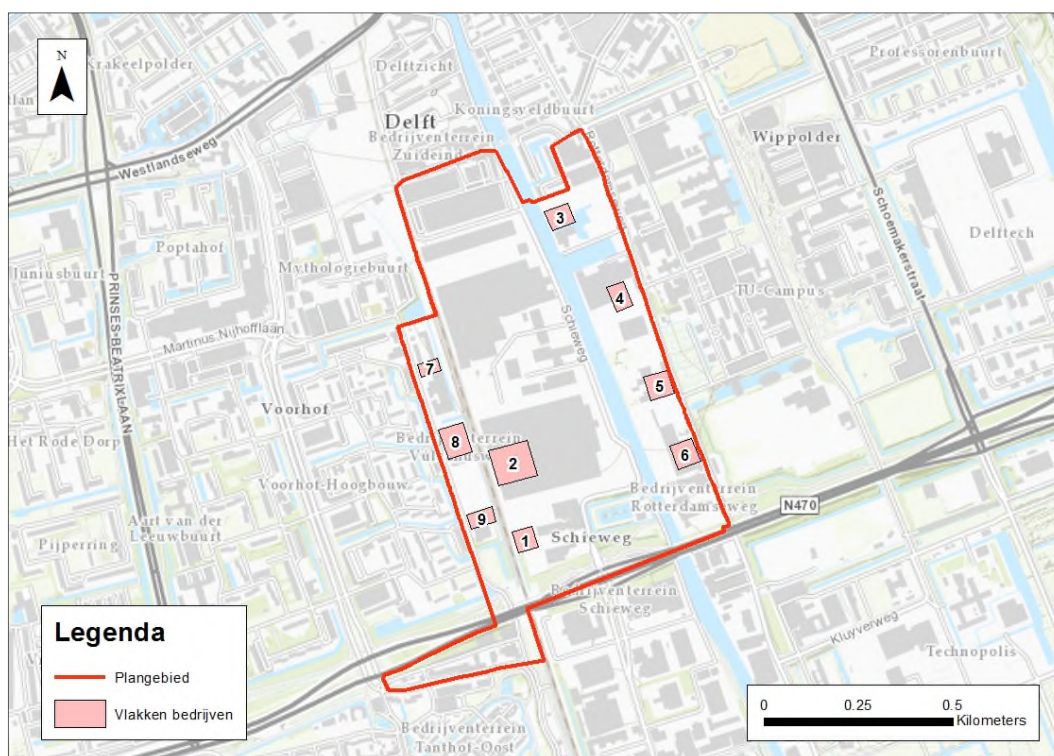 N
Krakeelpolder
Delftzicht
Professorenbuurt
Koningsveldbuurt
Delft
Bedrijventerrein
Zuideinde
Wippolder
Westlandseweg
Schoemakerstraat
Poptahof
3
Delftech
Mythologiebuurt
TU-Campus
4
PRINSES-BEATRIXLAAN
Martinus Nijhofflaan
Schieweg
7
5
Voorhof
Het Rode Dorp
8
2
6
Voorhof-Hoogbouw
Bedrijventerrein
Rotterdamseweg
N470
Aart van der
Leeuwbuurt
9
1
Schieweg
Pijperring
Bedrijventerrein
Schieweg
Kluyverweg
Technopolis
Legenda
Plangebied
Vlakken bedrijven
0 0.25 0.5
Kilometers
Bedrijventerrein
Tanthof-Oost